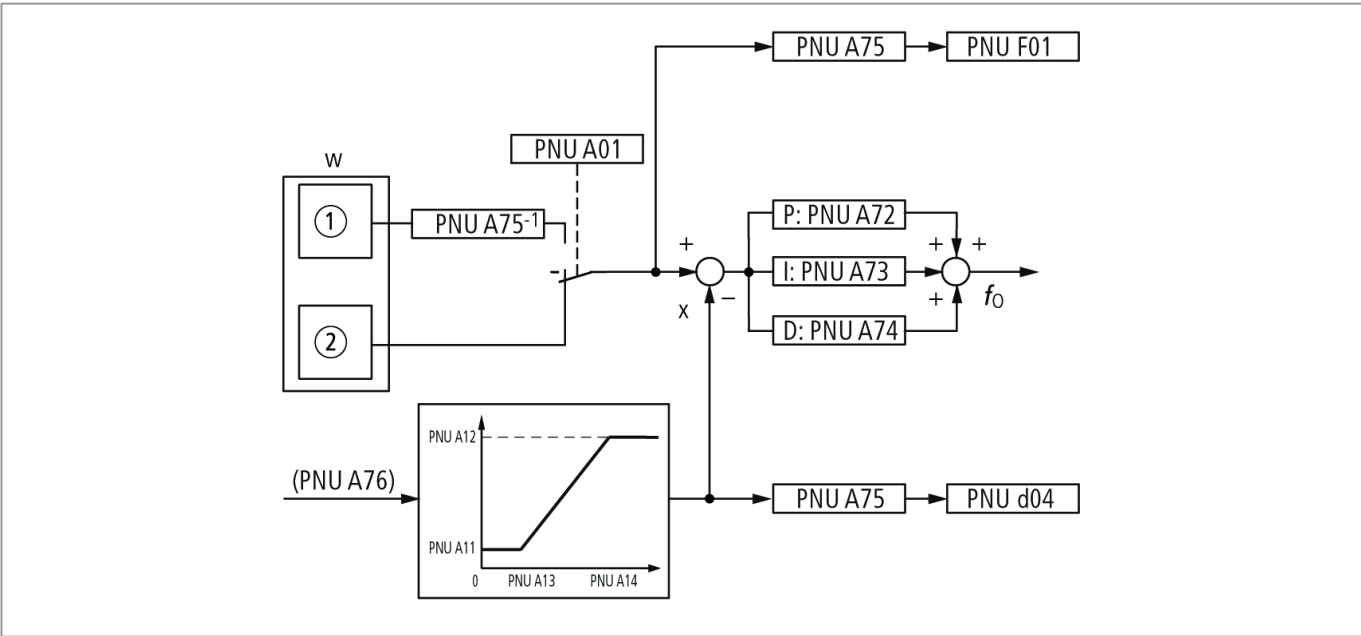 PNU A75
PNU F01
PNU A01
w
1
PNU A75-1
P: PNU A72
+
+
+
I: PNU A73
x
−
+
fO
2
D: PNU A74
PNU A12
(PNU A76)
PNU A75
PNU d04
PNU A11
0
PNU A13
PNU A14